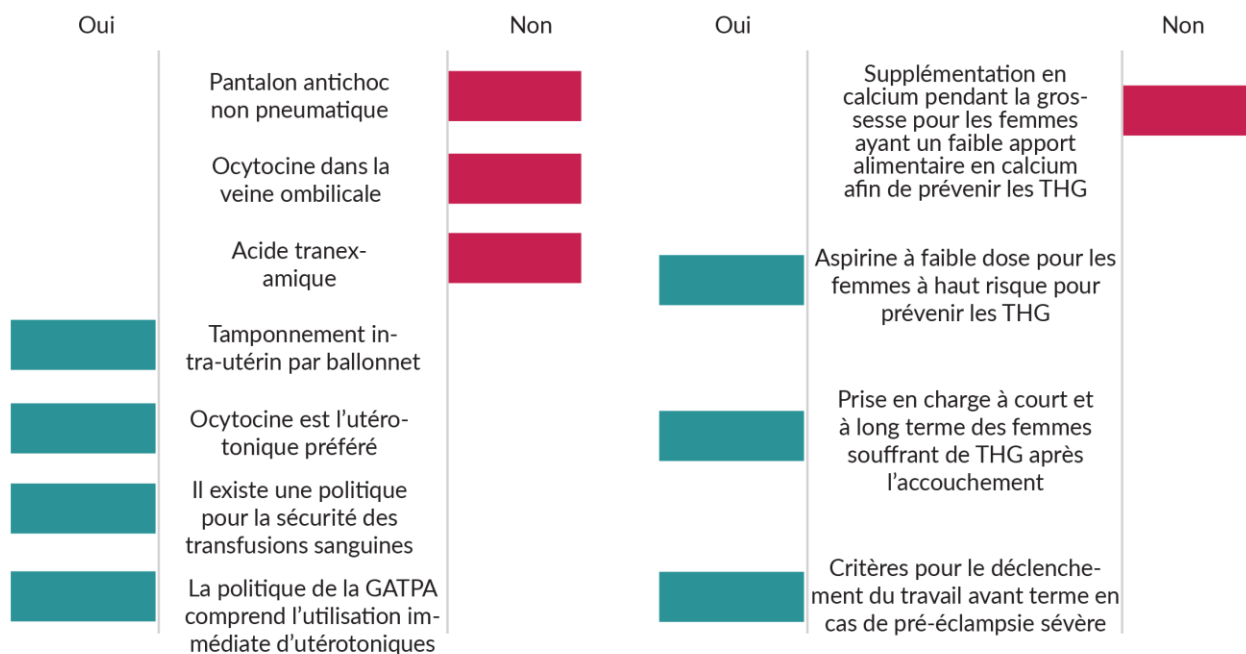 Oui
Non
Pantalon antichoc
non pneumatique
Ocytocine dans la
veine ombilicale
Acide tranex-
amique
Tamponnement in-
tra-utérin par ballonnet
Ocytocine est l’utéro-
tonique préféré
Il existe une politique
pour la sécurité des
transfusions sanguines
La politique de la GATPA
comprend l’utilisation im-
médiate d’utérotoniques
Oui
Non
Supplémentation en
calcium pendant la gros-
sesse pour les femmes
ayant un faible apport
alimentaire en calcium
afin de prévenir les THG
Aspirine à faible dose pour les
femmes à haut risque pour
prévenir les THG
Prise en charge à court et
à long terme des femmes
souffrant de THG après
l’accouchement
Critères pour le déclenche-
ment du travail avant terme en
cas de pré-éclampsie sévère